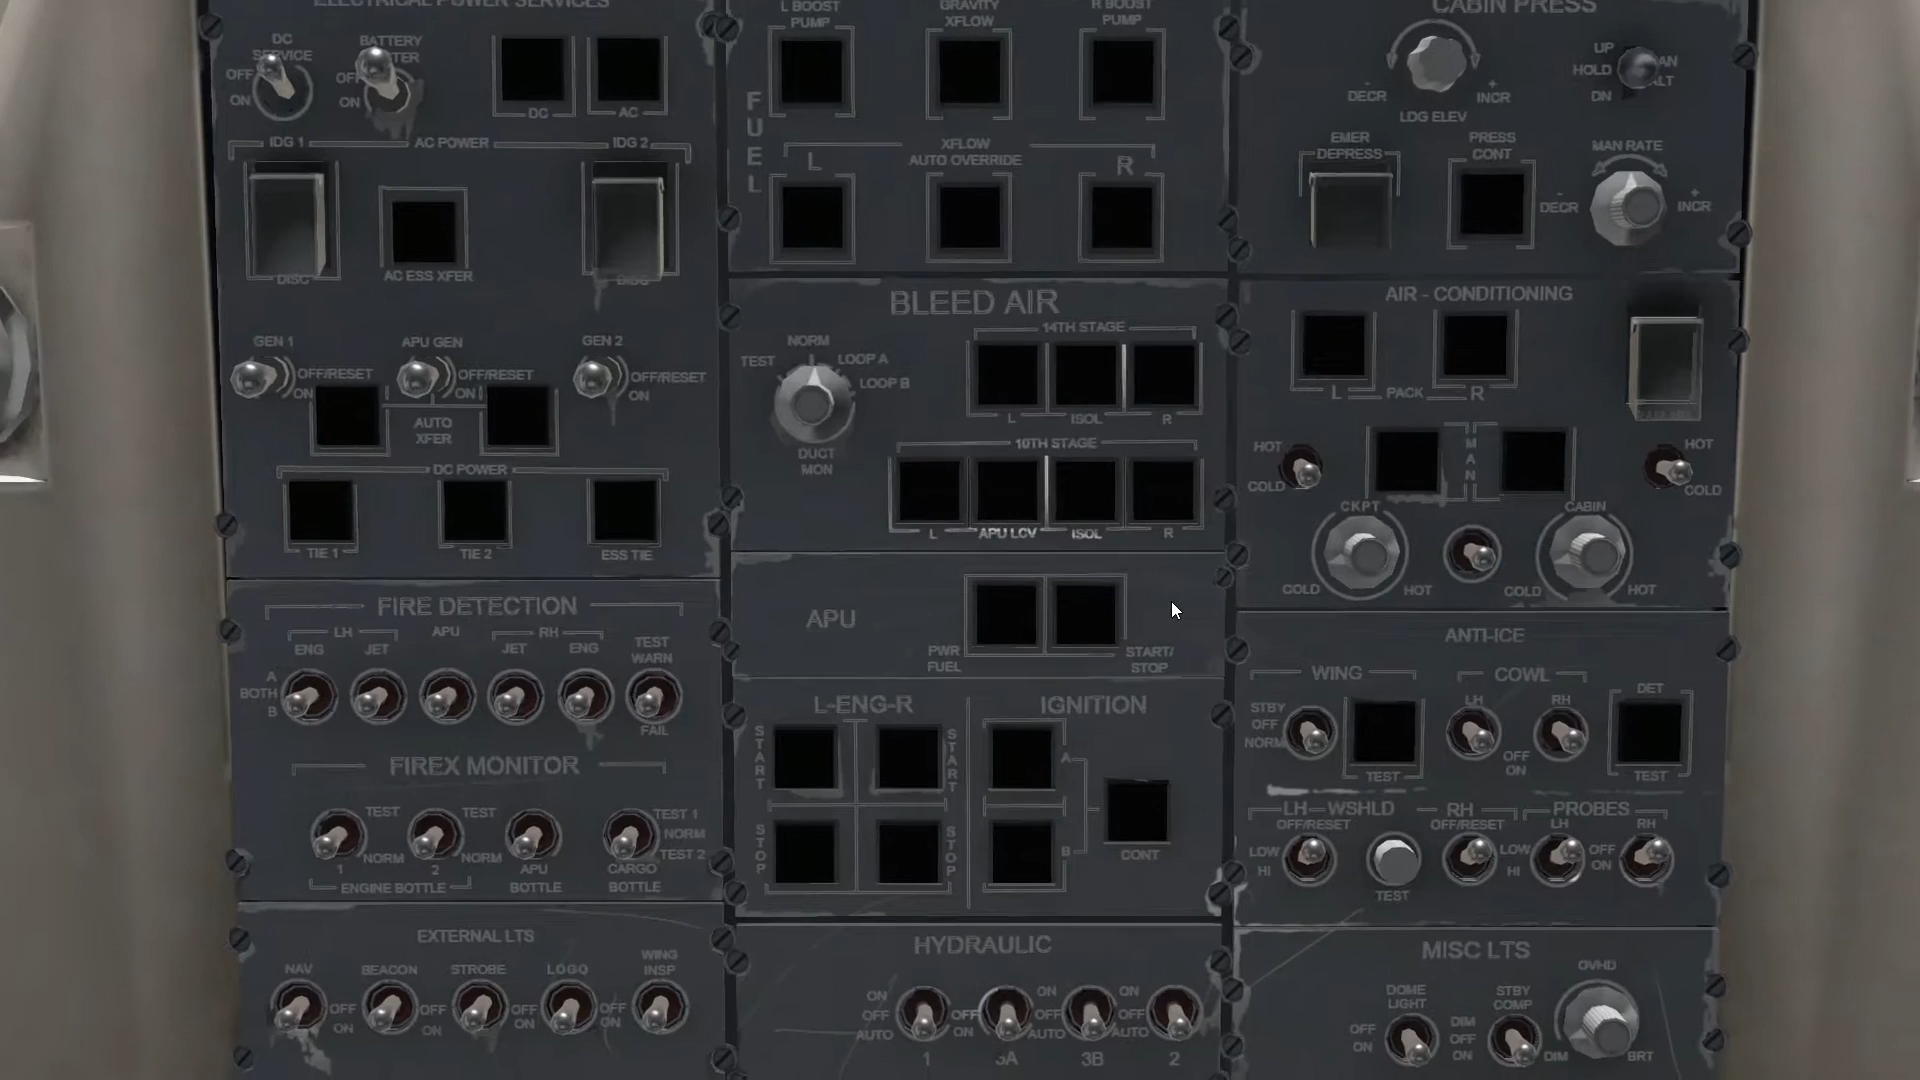 ELECTRICAL POWER SERVICES
DC
SERVICE
OFF
ON
BATTERY
OFF
ON
DC
AC
IDG 1
AC POWER
IDG 2
DISC
AC ESS XFER
DISC
GEN 1
APU GEN
GEN 2
OFF/RESET
ON
OFF/RESET
ON
OFF/RESET
ON
AUTO
XFER
DC POWER
TIE 1
TIE 2
ESS TIE
FIRE DETECTION
LH
APU
RH
TEST
ENG
JET
JET
ENG
WARN
A
BOTH
B
FAIL
FIREX MONITOR
TEST
TEST
TEST 1
NORM
NORM
NORM
TEST 2
1
2
APU
CARGO
ENGINE BOTTLE
BOTTLE
BOTTLE
EXTERNAL LTS
NAV
BEACON
STROBE
LOGO
WING
INSP
OFF
ON
OFF
ON
OFF
ON
OFF
ON
L BOOST
PUMP
GRAVITY
XFLOW
R BOOST
PUMP
FUEL
XFLOW
AUTO OVERRIDE
L
R
BLEED AIR
14TH STAGE
NORM
TEST
LOOP A
LOOP B
DUCT
MON
L
ISOL
R
10TH STAGE
L
APU LCV
ISOL
R
APU
PWR
FUEL
START/
STOP
L-ENG-R
IGNITION
START
START
A
STOP
STOP
B
CONT
HYDRAULIC
ON
OFF
AUTO
OFF
ON
ON
OFF
AUTO
ON
OFF
AUTO
1
3A
3B
2
CABIN PRESS
DECR
-
+
INCR
LDG ELEV
UP
HOLD
DN
EMER
DEPRESS
PRESS
CONT
MAN RATE
-
DECR
+
INCR
AIR - CONDITIONING
L
PACK
R
HOT
COLD
MAN
HOT
COLD
CKPT
CABIN
COLD
HOT
COLD
HOT
ANTI-ICE
WING
COWL
STBY
OFF
NORM
TEST
LH
RH
OFF
ON
DET
TEST
LH
WSHLD
RH
PROBES
OFF/RESET
LOW
HI
TEST
OFF/RESET
LOW
HI
LH
OFF
ON
RH
MISC LTS
DOME
LIGHT
OFF
ON
STBY
COMP
DIM
OFF
ON
OVHD
DIM
BRT